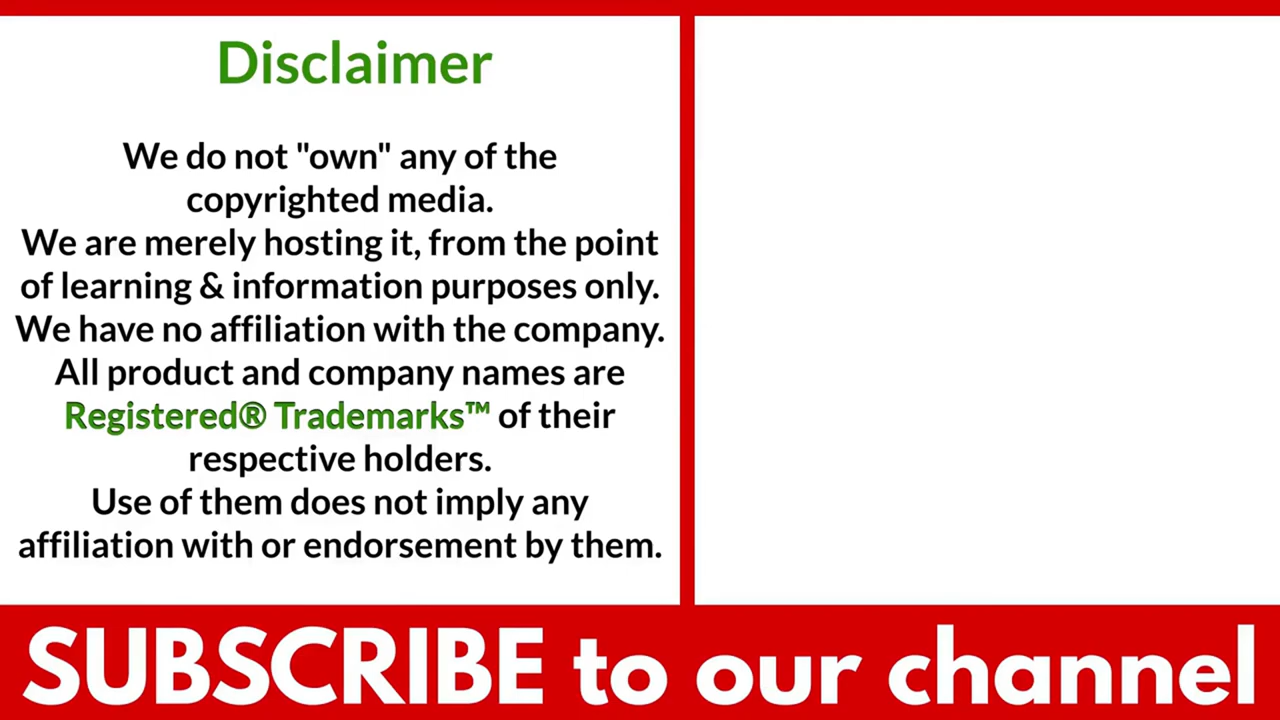 Disclaimer
We do not "own" any of the
copyrighted media.
We are merely hosting it, from the point
of learning & information purposes only.
We have no affiliation with the company.
All product and company names are
Registered® Trademarks™ of their
respective holders.
Use of them does not imply any
affiliation with or endorsement by them.
SUBSCRIBE to our channel